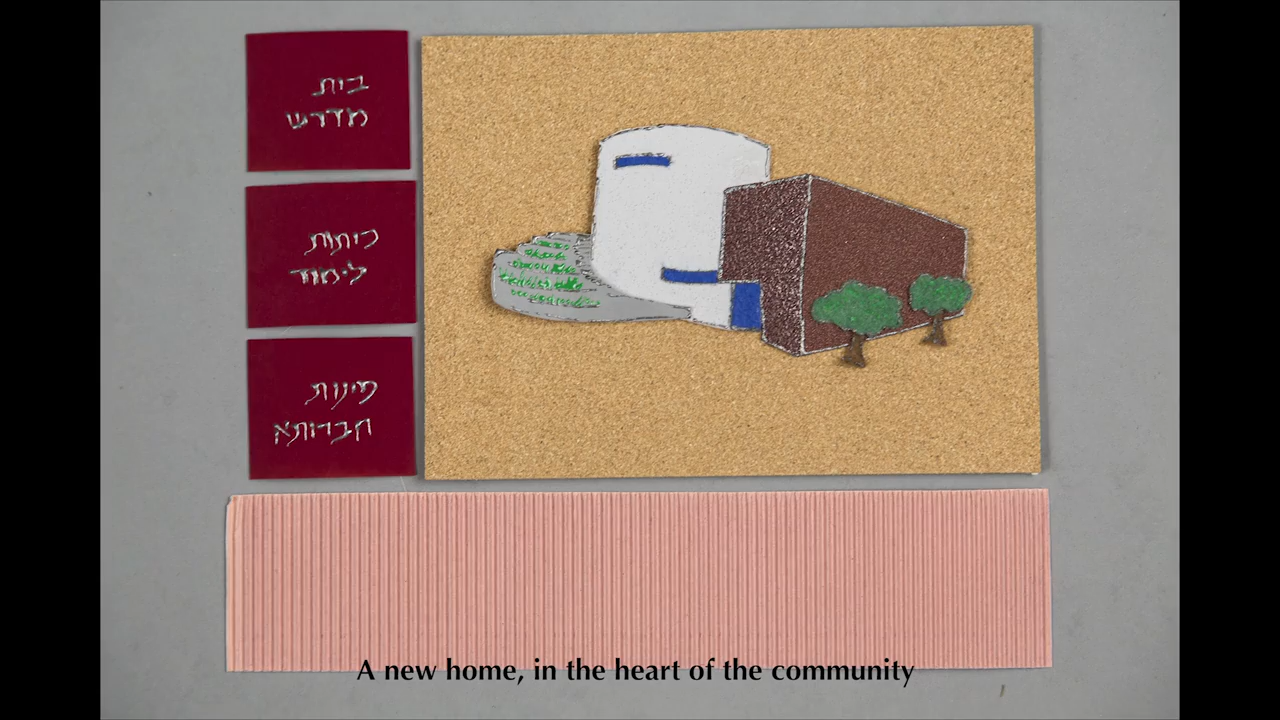 בית
מדרש
כיתות
לימוד
פינות
חברותא
A new home, in the heart of the community